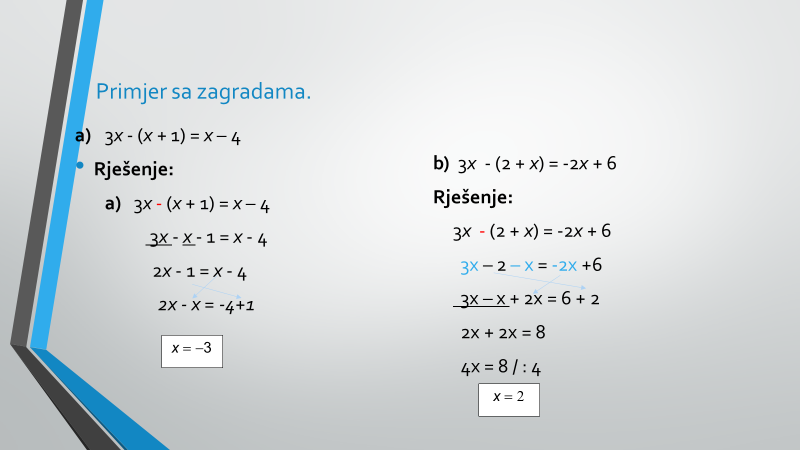 Primjer sa zagradama.
a) 3x - (x + 1) = x – 4
• Rješenje:
a) 3x - (x + 1) = x – 4
3x - x - 1 = x - 4
2x - 1 = x - 4
2x - x = -4+1
x = −3
b) 3x - (2 + x) = -2x + 6
Rješenje:
3x - (2 + x) = -2x + 6
3x – 2 – x = -2x +6
3x – x + 2x = 6 + 2
2x + 2x = 8
4x = 8 / : 4
x = 2